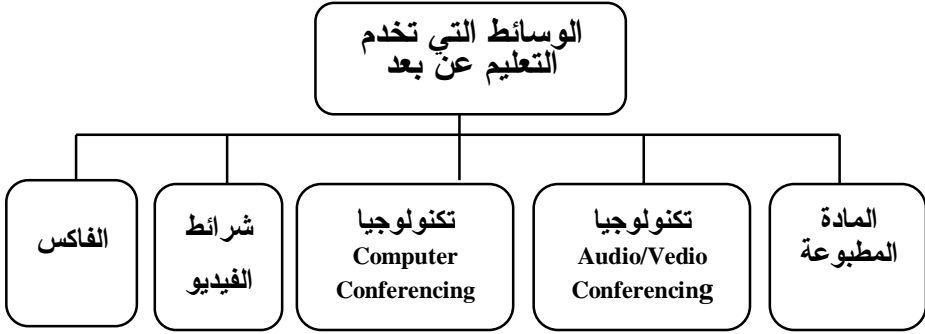 الوسائط التي تخدم
التعليم عن بعد
المادة
المطبوعة
تكنولوجيا
Audio/Vedio
Conferencing
تكنولوجيا
Computer
Conferencing
شرائط
الفيديو
الفاكس